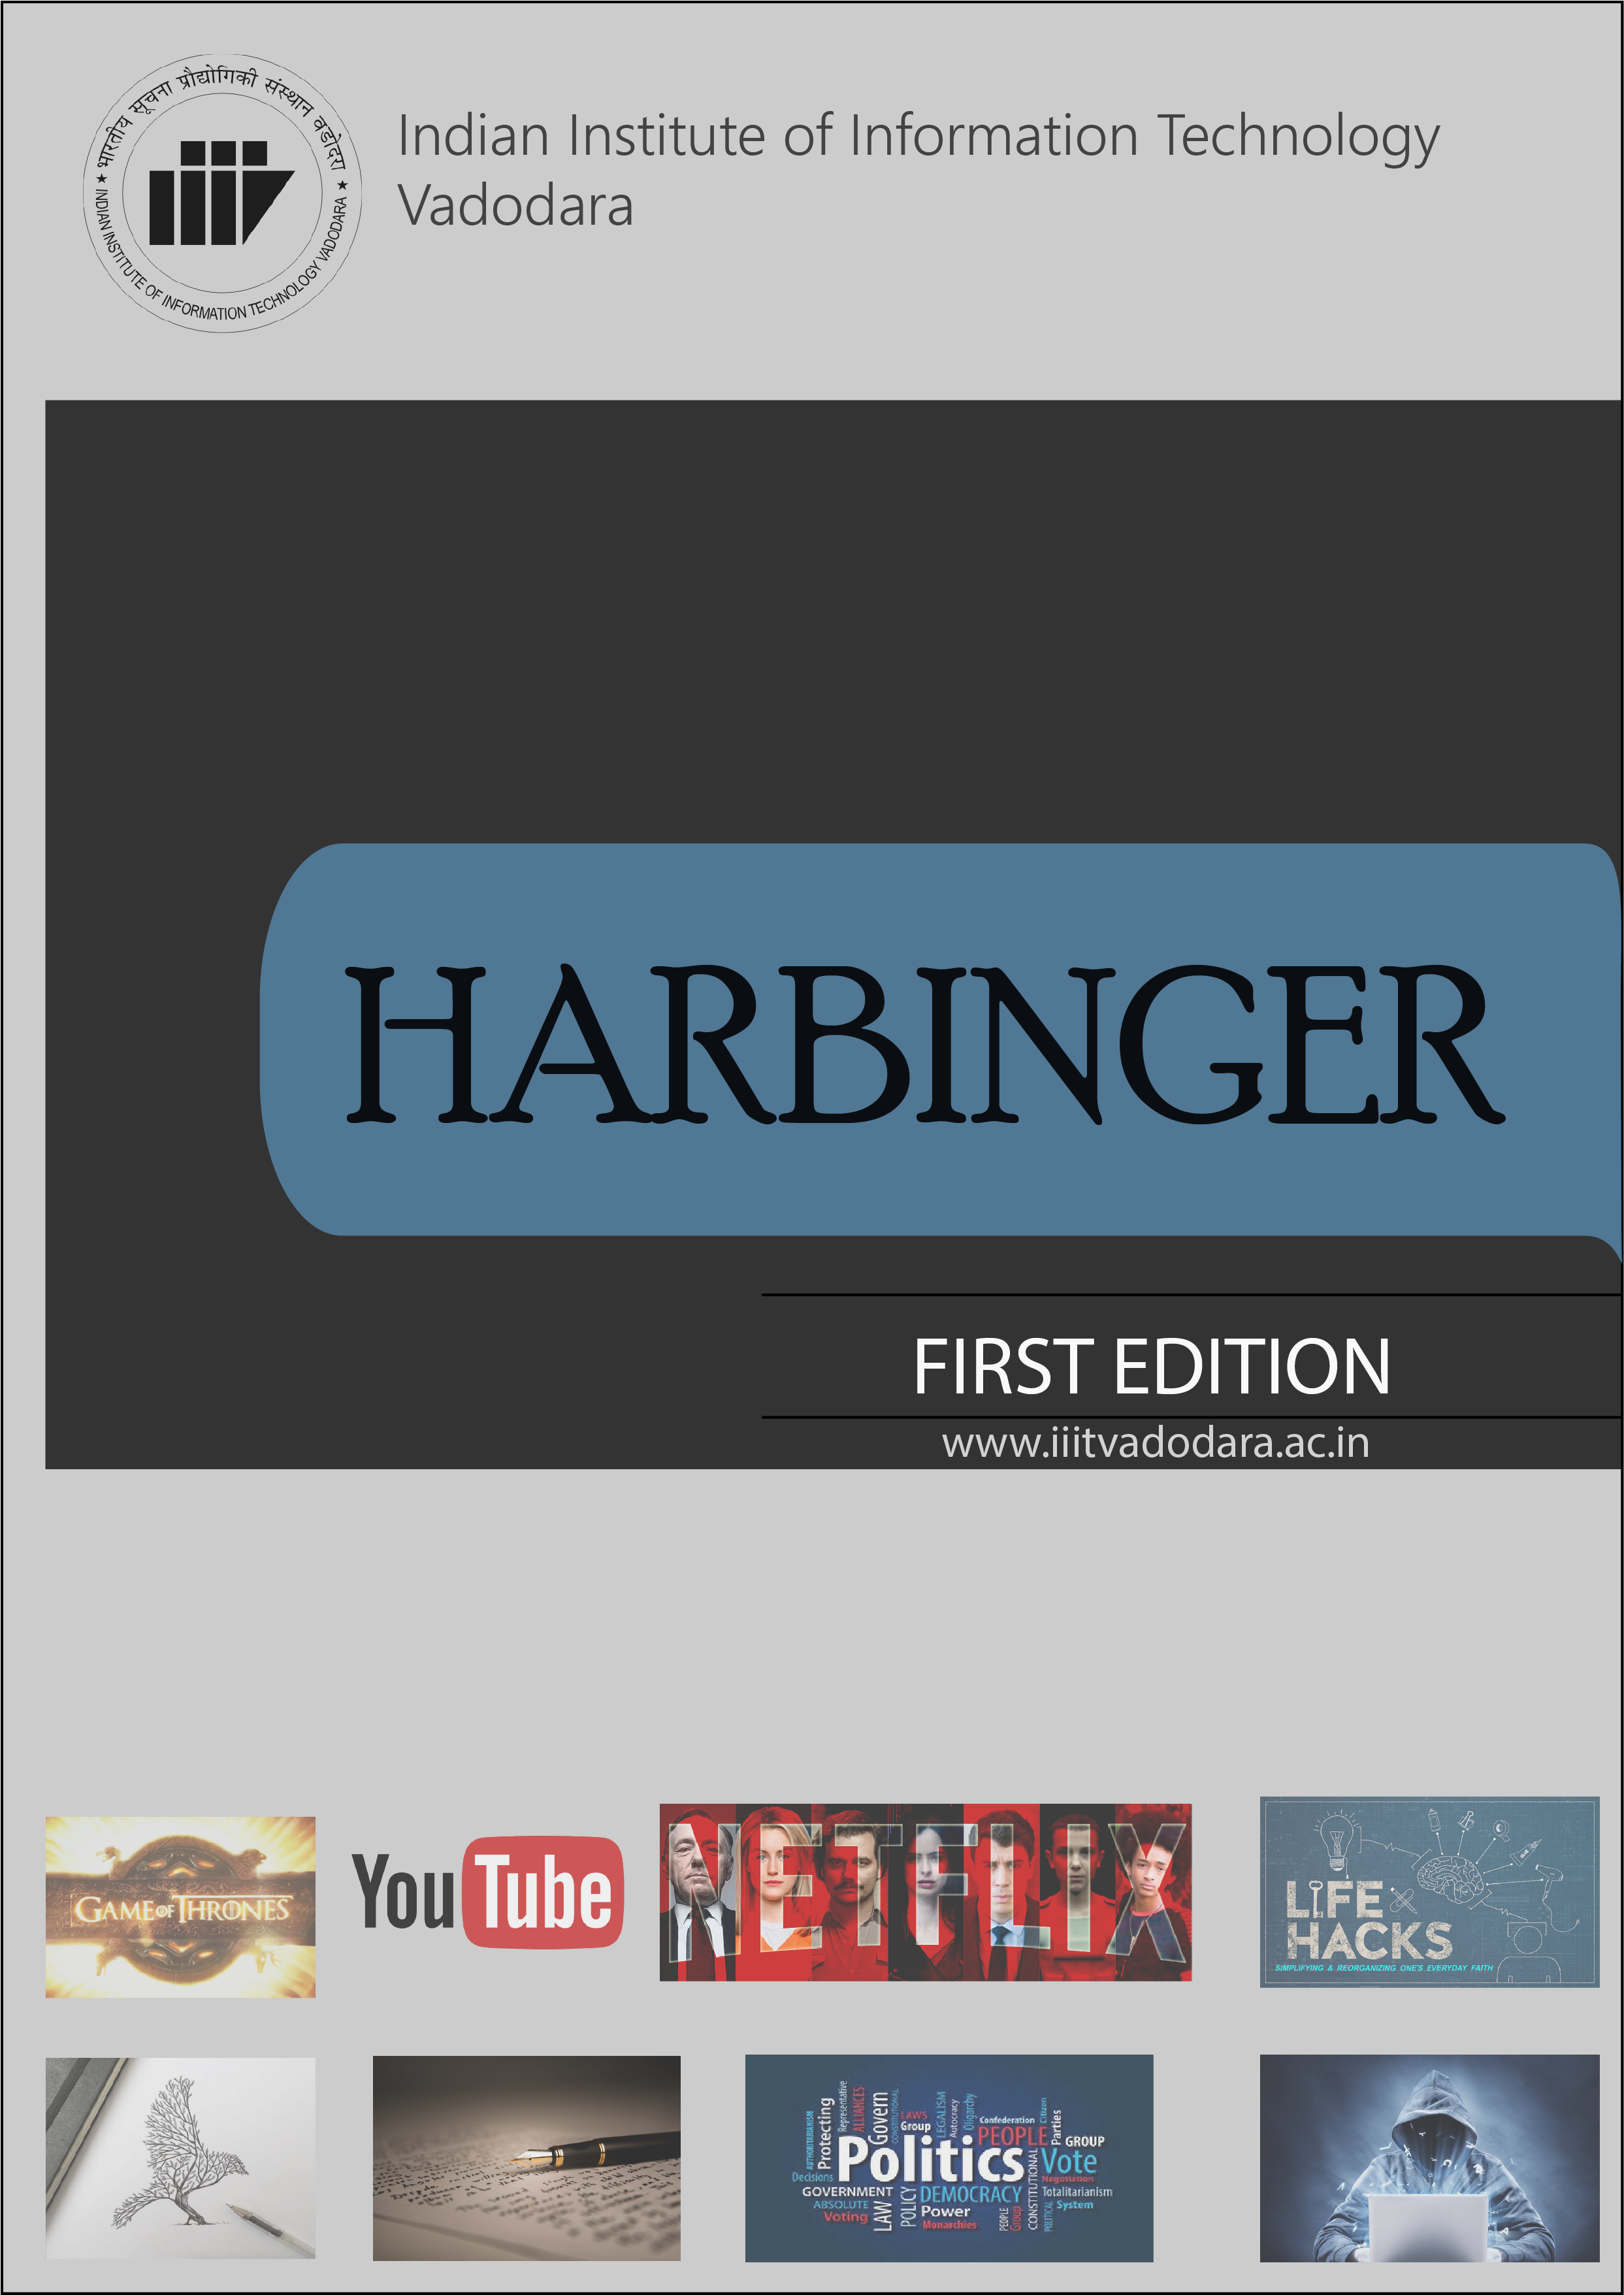 भारतीय सूचना प्रौद्योगिकी संस्थान वडोदरा
INDIAN INSTITUTE OF INFORMATION TECHNOLOGY VADODARA
Indian Institute of Information Technology
Vadodara
HARBINGER
FIRST EDITION
www.iiitvadodara.ac.in
GAME OF THRONES
YouTube
NETFLIX
LIFE
HACKS
SIMPLIFYING & REORGANIZING ONE'S EVERYDAY FAITH
AUTHORITARIANISM
Protecting
Representative
ALLIANCES
Govern
CONSTITUTIONAL
LAWS
Group
LEGALISM
Autocracy
Oligarchy
Confederation
Citizen
Parties
PEOPLE
GROUP
Politics
Vote
Decisions
Negotiation
GOVERNMENT
LAW
POLICY
DEMOCRACY
CONSTITUTIONAL
Totalitarianism
ABSOLUTE
Power
PEOPLE
Group
POLITICAL
System
Voting
Monarchies